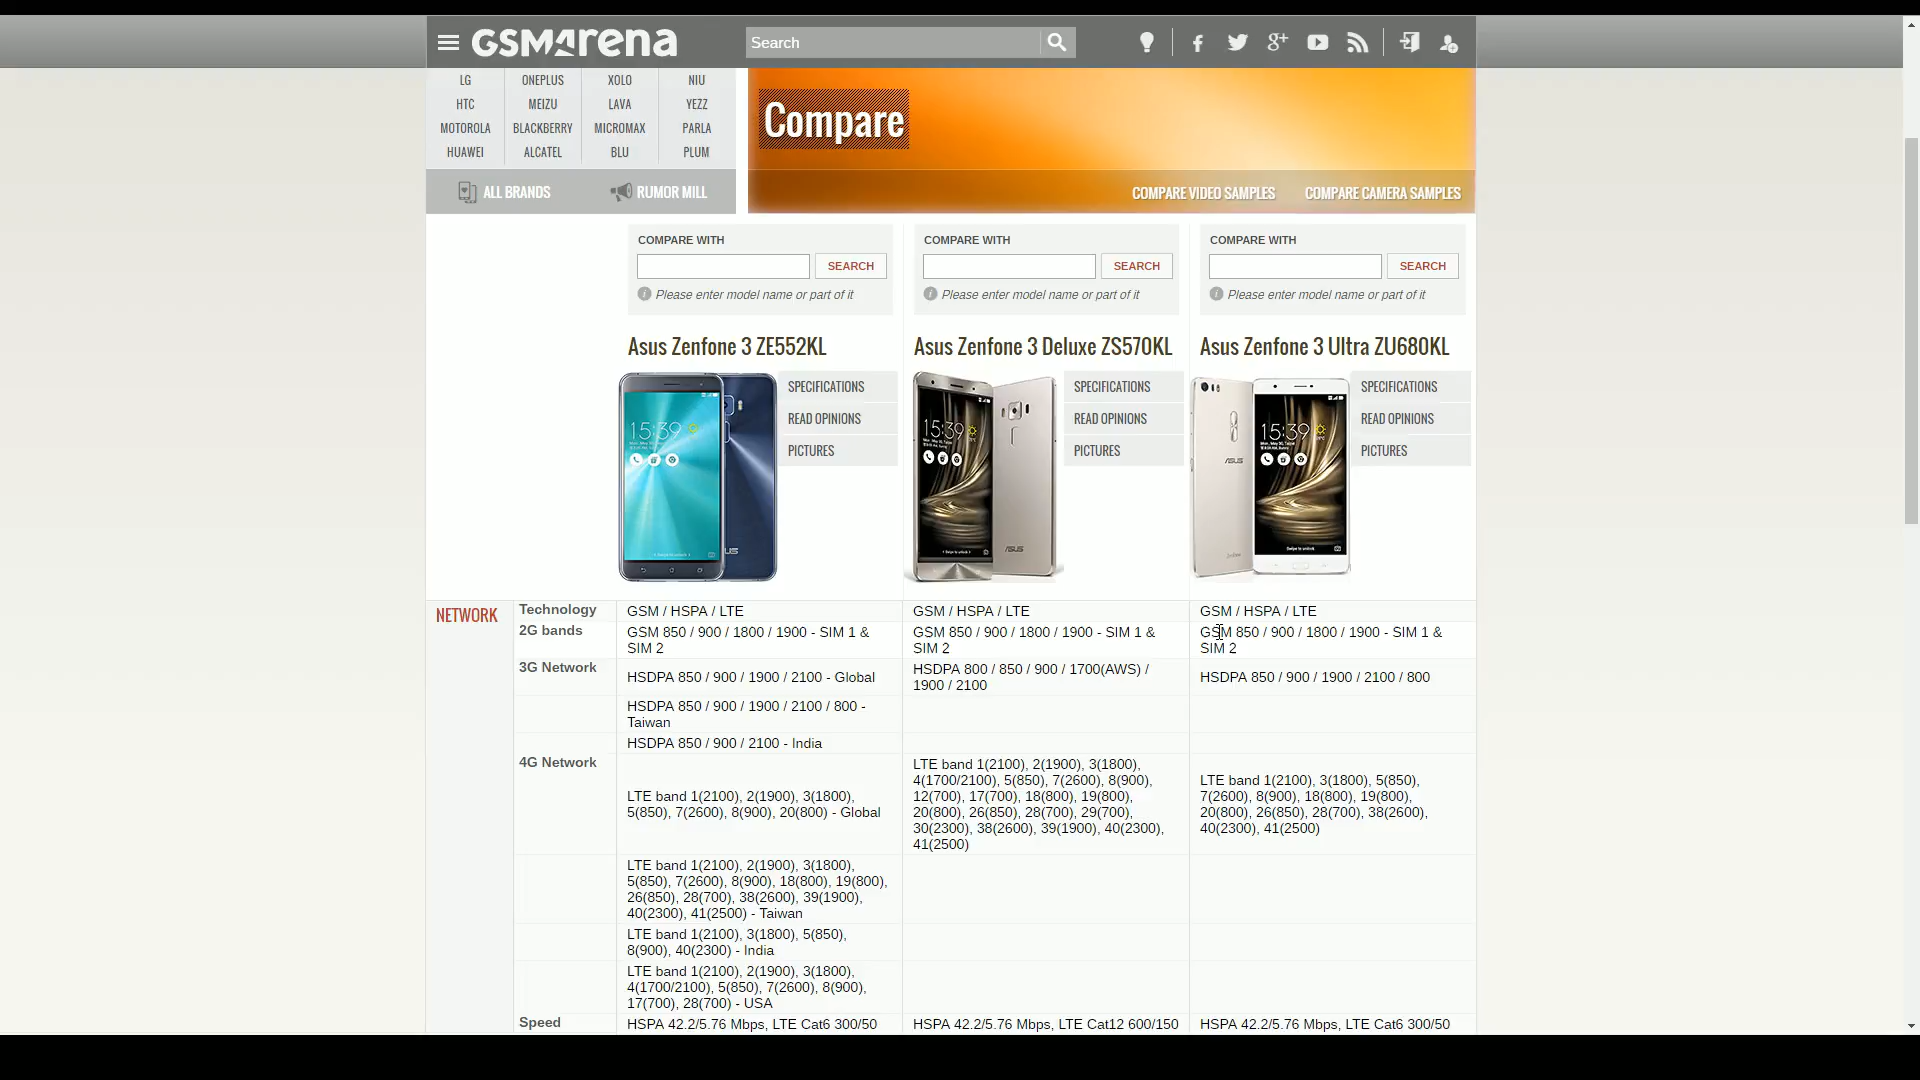 GSMArena
Search
LG ONEPLUS XOLO NIU
HTC MEIZU LAVA YEZZ
MOTOROLA BLACKBERRY MICROMAX PARLA
HUAWEI ALCATEL BLU PLUM
ALL BRANDS RUMOR MILL
Compare
COMPARE VIDEO SAMPLES COMPARE CAMERA SAMPLES
COMPARE WITH COMPARE WITH COMPARE WITH
SEARCH SEARCH SEARCH
Please enter model name or part of it Please enter model name or part of it Please enter model name or part of it
Asus Zenfone 3 ZE552KL Asus Zenfone 3 Deluxe ZS570KL Asus Zenfone 3 Ultra ZU680KL
SPECIFICATIONS SPECIFICATIONS SPECIFICATIONS
READ OPINIONS READ OPINIONS READ OPINIONS
PICTURES PICTURES PICTURES
15:39 15:39 15:39
ASUS ASUS
NETWORK
Technology GSM / HSPA / LTE GSM / HSPA / LTE GSM / HSPA / LTE
2G bands GSM 850 / 900 / 1800 / 1900 - SIM 1 & GSM 850 / 900 / 1800 / 1900 - SIM 1 & GSM 850 / 900 / 1800 / 1900 - SIM 1 &
SIM 2 SIM 2 SIM 2
3G Network HSDPA 850 / 900 / 1900 / 2100 - Global
HSDPA 800 / 850 / 900 / 1700(AWS) /
1900 / 2100
HSDPA 850 / 900 / 1900 / 2100 / 800
HSDPA 850 / 900 / 1900 / 2100 / 800 -
Taiwan
HSDPA 850 / 900 / 2100 - India
4G Network
LTE band 1(2100), 2(1900), 3(1800),
5(850), 7(2600), 8(900), 20(800) - Global
LTE band 1(2100), 2(1900), 3(1800),
4(1700/2100), 5(850), 7(2600), 8(900),
12(700), 17(700), 18(800), 19(800),
20(800), 26(850), 28(700), 29(700),
30(2300), 38(2600), 39(1900), 40(2300),
41(2500)
LTE band 1(2100), 3(1800), 5(850),
7(2600), 8(900), 18(800), 19(800),
20(800), 26(850), 28(700), 38(2600),
40(2300), 41(2500)
LTE band 1(2100), 2(1900), 3(1800),
5(850), 7(2600), 8(900), 18(800), 19(800),
26(850), 28(700), 38(2600), 39(1900),
40(2300), 41(2500) - Taiwan
LTE band 1(2100), 3(1800), 5(850),
8(900), 40(2300) - India
LTE band 1(2100), 2(1900), 3(1800),
4(1700/2100), 5(850), 7(2600), 8(900),
17(700), 28(700) - USA
Speed HSPA 42.2/5.76 Mbps, LTE Cat6 300/50 HSPA 42.2/5.76 Mbps, LTE Cat12 600/150 HSPA 42.2/5.76 Mbps, LTE Cat6 300/50